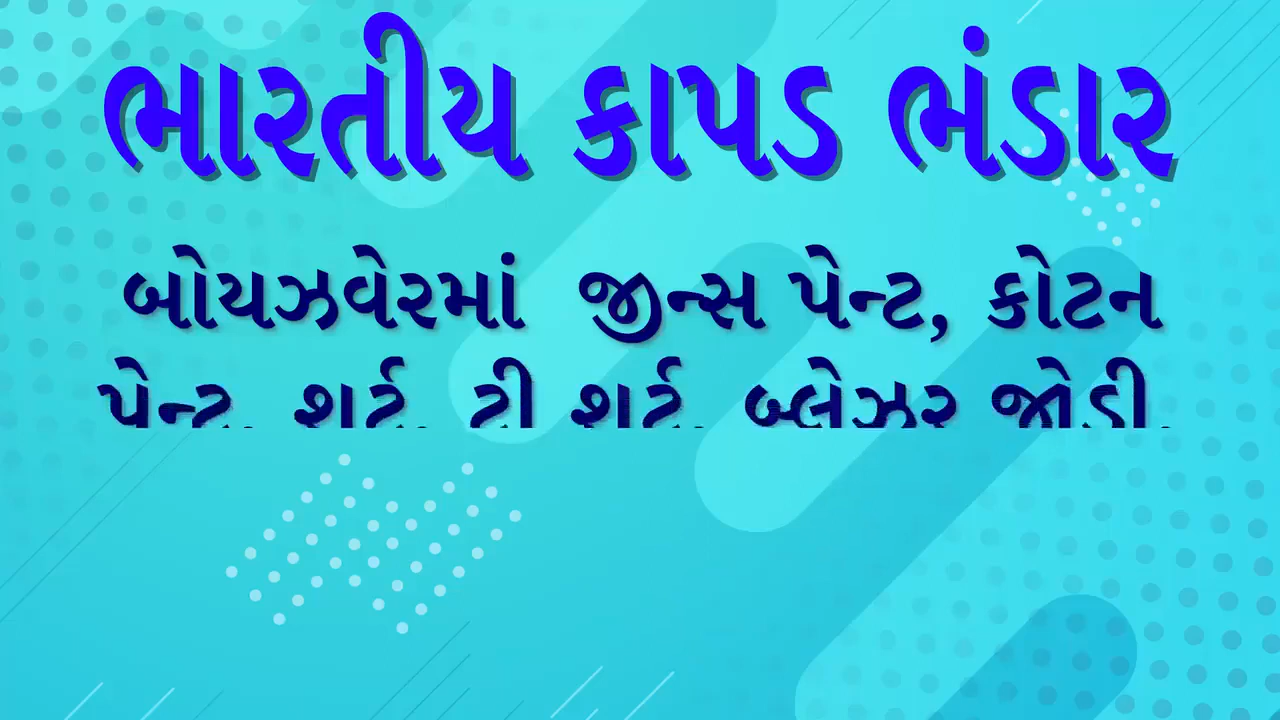 ભારતીય કાપડ ભંડાર
બોયઝવેરમાં જીન્સ પેન્ટ, કોટન
પેન્ટ, શર્ટ, ટી શર્ટ, બ્લેઝર જોડી,